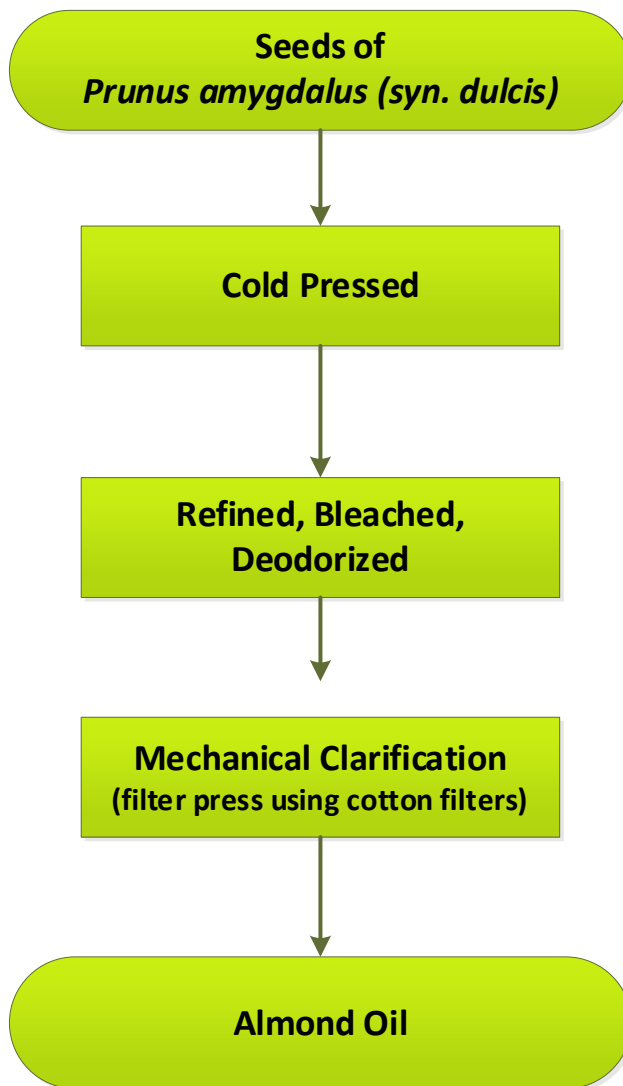 Seeds of
Prunus amygdalus (syn. dulcis)
Cold Pressed
Refined, Bleached,
Deodorized
Mechanical Clarification
(filter press using cotton filters)
Almond Oil